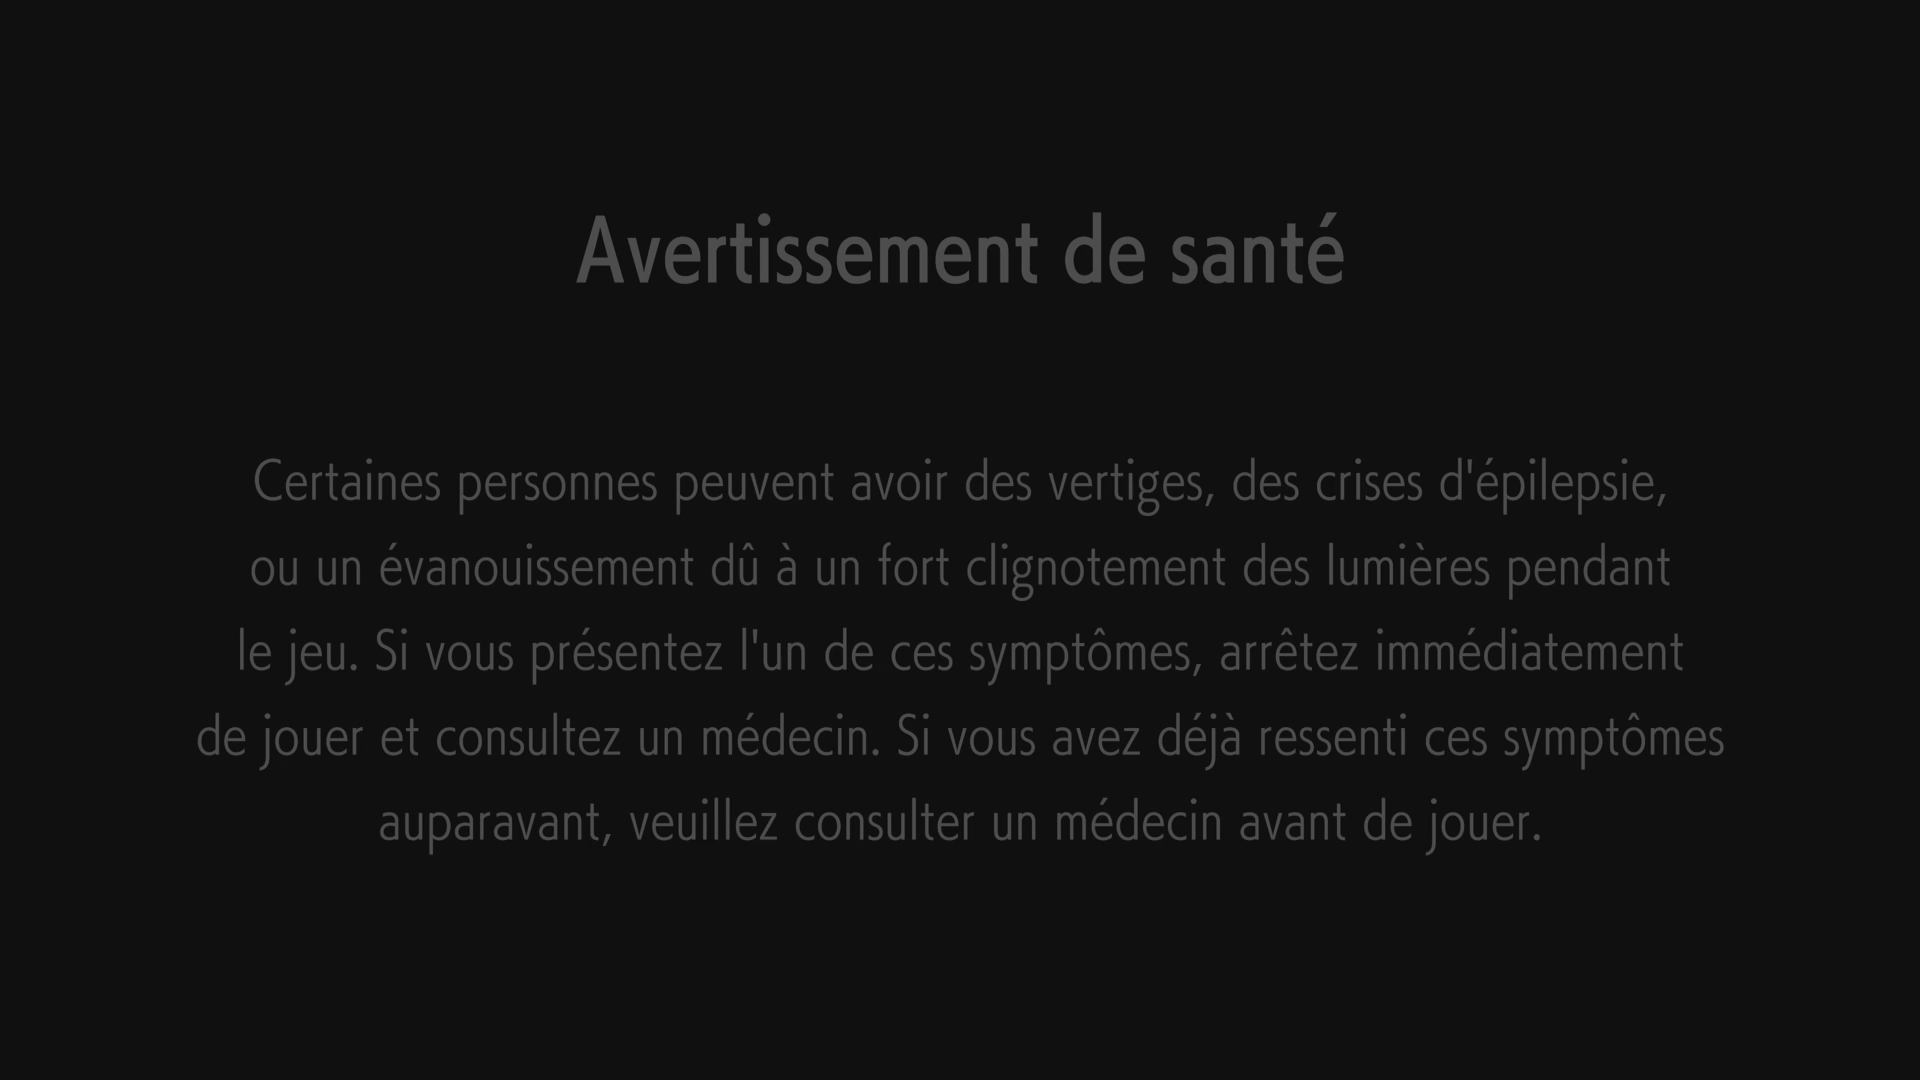 Avertissement de santé
Certaines personnes peuvent avoir des vertiges, des crises d'épilepsie,
ou un évanouissement dû à un fort clignotement des lumières pendant
le jeu. Si vous présentez l'un de ces symptômes, arrêtez immédiatement
de jouer et consultez un médecin. Si vous avez déjà ressenti ces symptômes
auparavant, veuillez consulter un médecin avant de jouer.